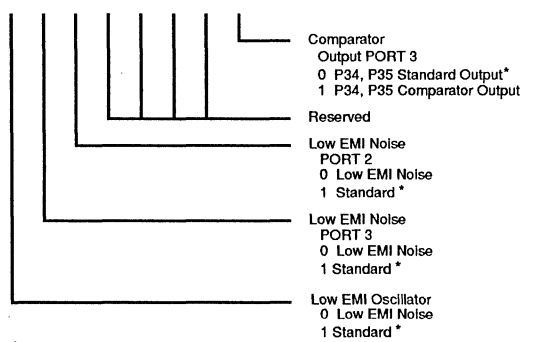 Comparator
Output PORT 3
0 P34, P35 Standard Output*
1 P34, P35 Comparator Output
Reserved
Low EMI Noise
PORT 2
0 Low EMI Noise
1 Standard *
Low EMI Noise
PORT 3
0 Low EMI Noise
1 Standard *
Low EMI Oscillator
0 Low EMI Noise
1 Standard *